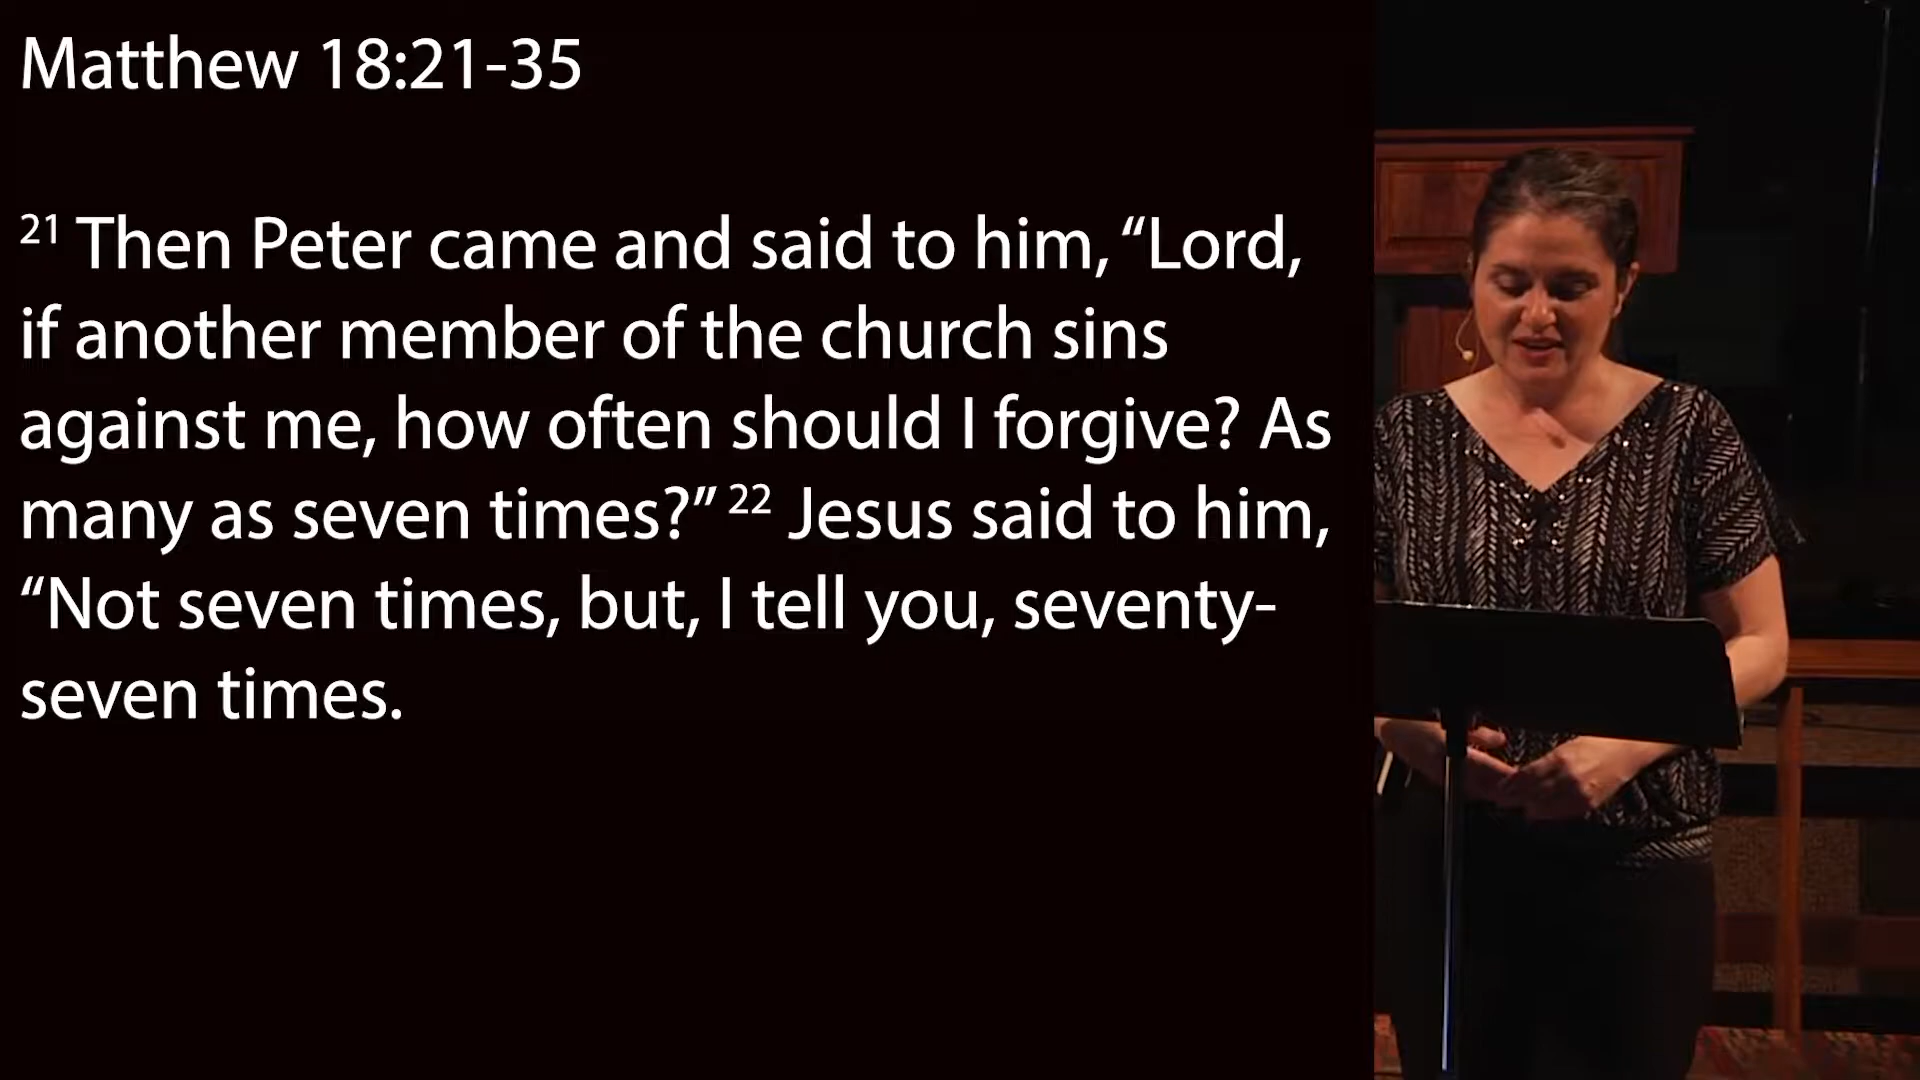 Matthew 18:21-35
21 Then Peter came and said to him, “Lord,
if another member of the church sins
against me, how often should I forgive? As
many as seven times?” 22 Jesus said to him,
“Not seven times, but, I tell you, seventy-
seven times.